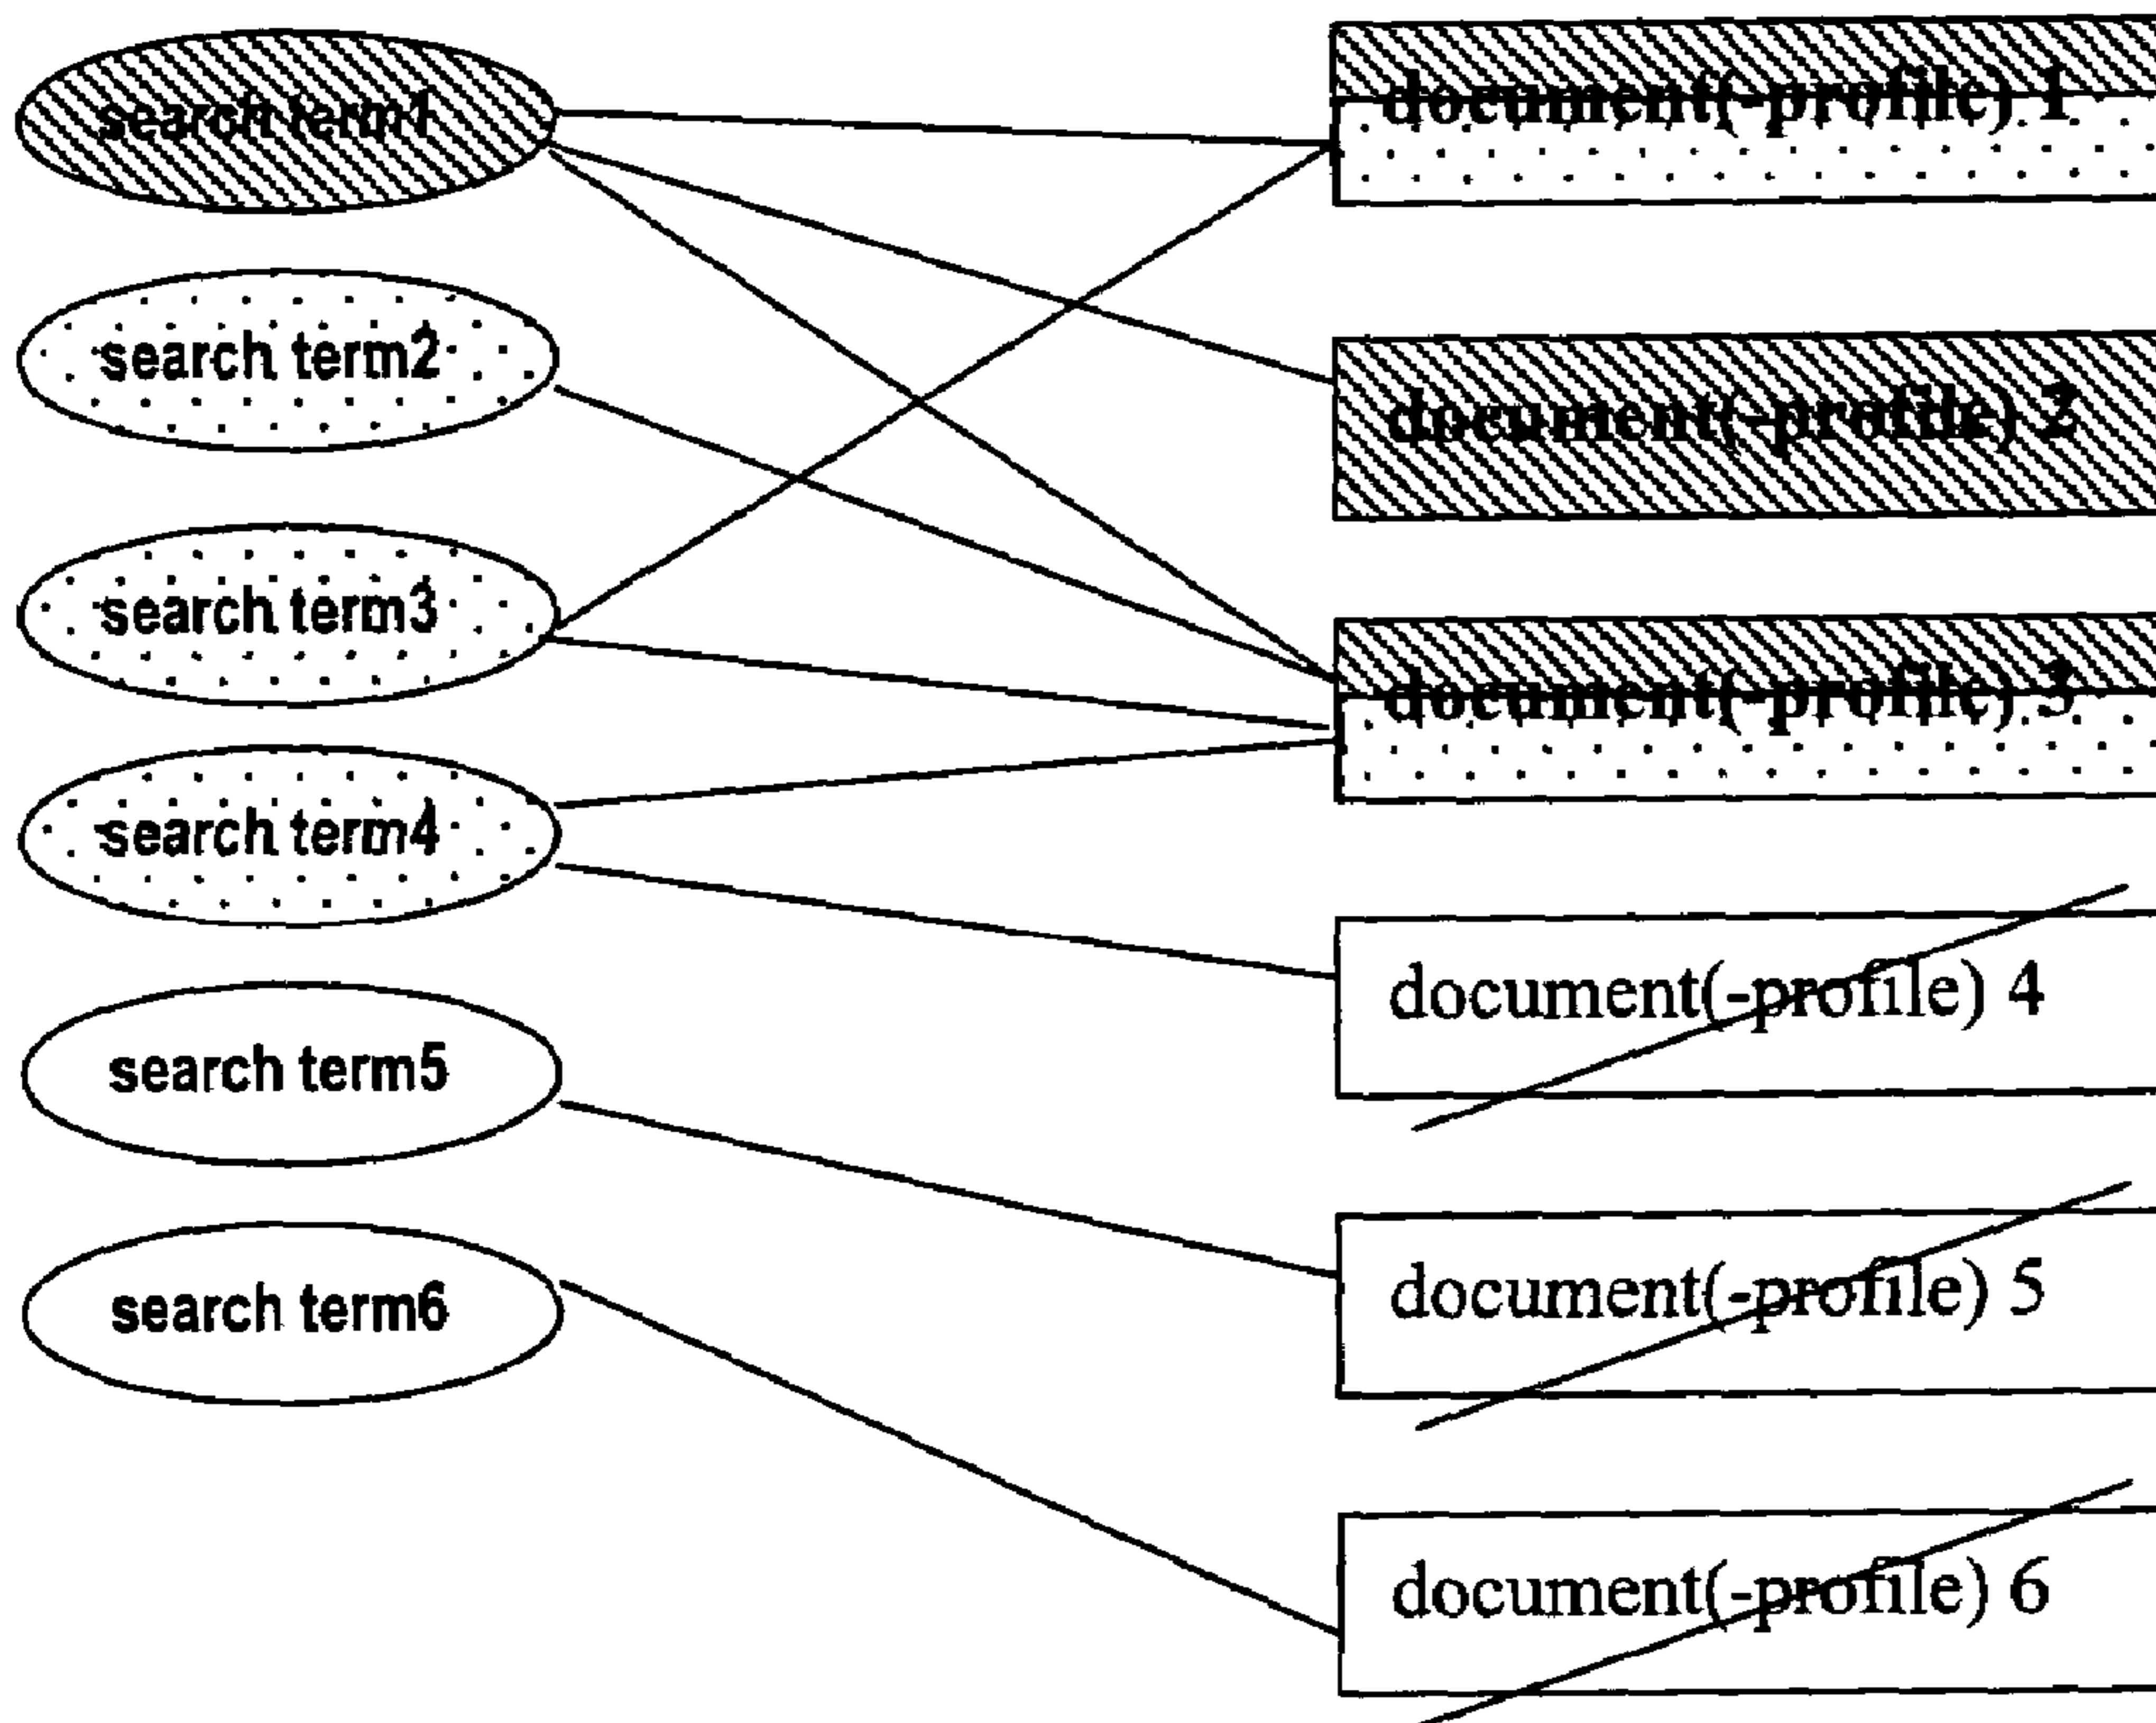 search term1
document(-profile) 1
search term2
document(-profile) 2
search term3
document(-profile) 3
search term4
document(-profile) 4
search term5
document(-profile) 5
search term6
document(-profile) 6